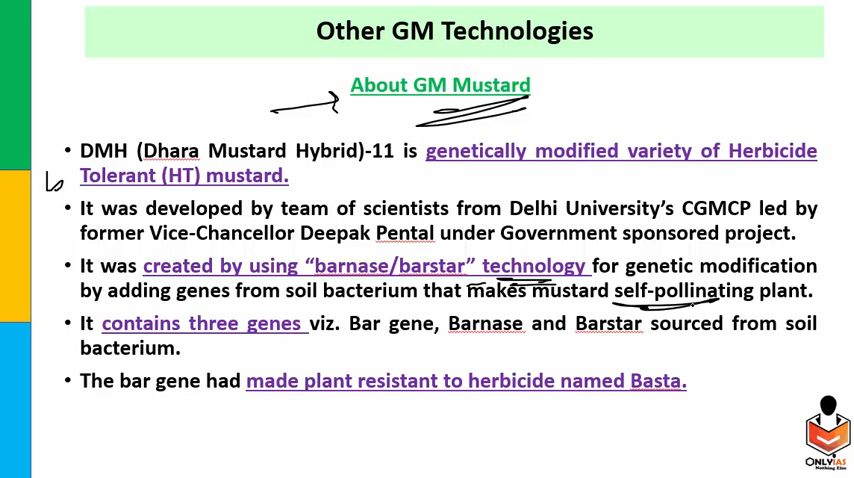 Other GM Technologies
About GM Mustard
• DMH (Dhara Mustard Hybrid)-11 is genetically modified variety of Herbicide
Tolerant (HT) mustard.
• It was developed by team of scientists from Delhi University's CGMCP led by
former Vice-Chancellor Deepak Pental under Government sponsored project.
• It was created by using "barnase/barstar" technology for genetic modification
by adding genes from soil bacterium that makes mustard self-pollinating plant.
• It contains three genes viz. Bar gene, Barnase and Barstar sourced from soil
bacterium.
• The bar gene had made plant resistant to herbicide named Basta.
ONLYIAS
Nothing Else